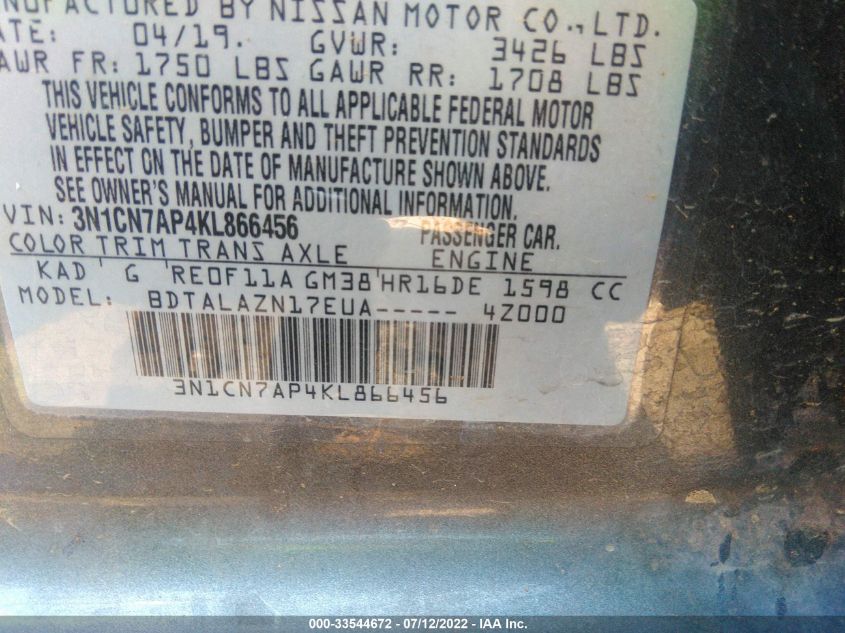 MANUFACTURED BY NISSAN MOTOR CO., LTD.
DATE: 04/19. GVWR: 3426 LBS
GAWR FR: 1750 LBS GAWR RR: 1708 LBS
THIS VEHICLE CONFORMS TO ALL APPLICABLE FEDERAL MOTOR
VEHICLE SAFETY, BUMPER AND THEFT PREVENTION STANDARDS
IN EFFECT ON THE DATE OF MANUFACTURE SHOWN ABOVE.
SEE OWNER'S MANUAL FOR ADDITIONAL INFORMATION.
VIN: 3N1CN7AP4KL866456 PASSENGER CAR.
COLOR TRIM TRANS AXLE ENGINE
KAD G RE0F11A GM38 HR16DE 1598 CC
MODEL: BDTALAZN17EUA----- 4Z000
3N1CN7AP4KL866456
000-33544672 - 07/12/2022 - IAA Inc.